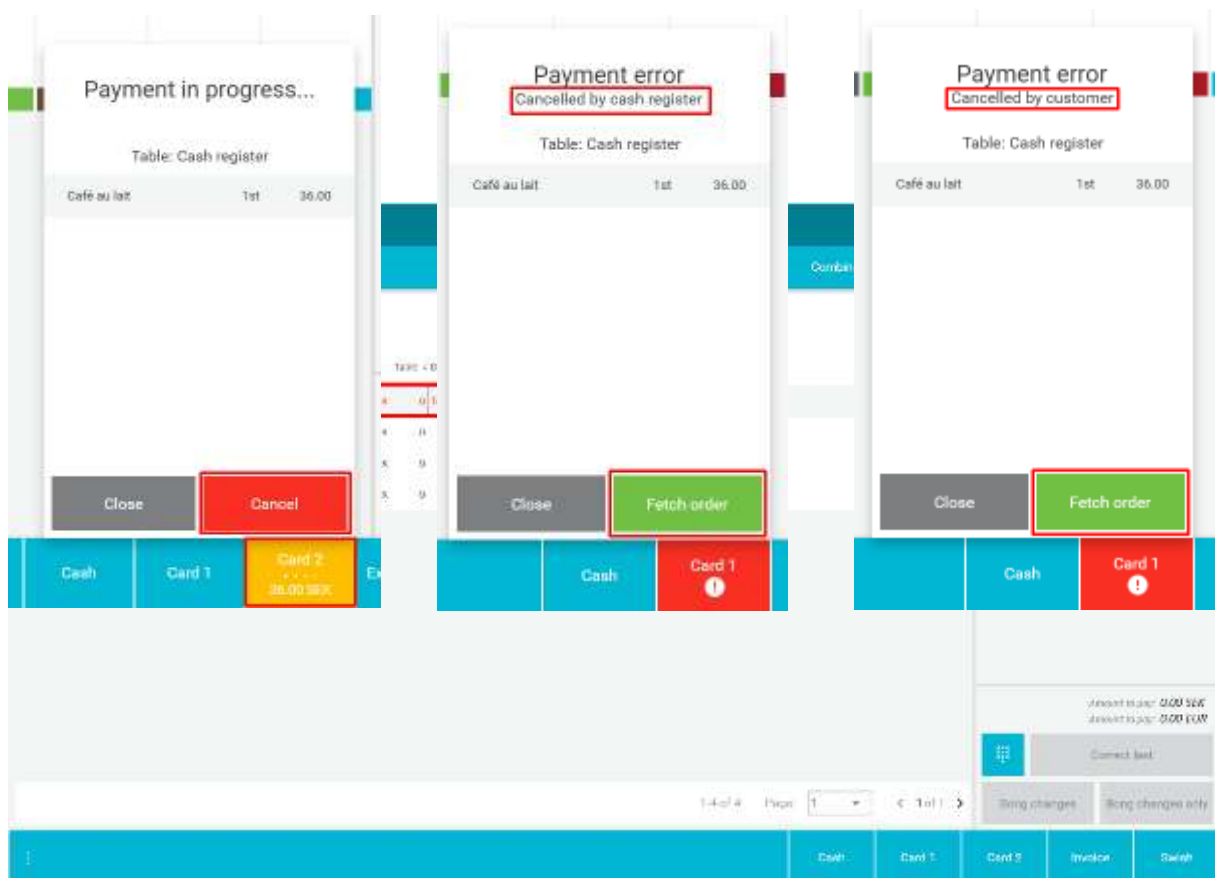 Payment in progress...
Table: Cash register
Café au lait 1st 36.00
Close Cancel
Cash Card 1 Card 2
36.00 SEK
Payment error
Cancelled by cash register
Table: Cash register
Café au lait 1st 36.00
Close Fetch order
Cash Card 1
Payment error
Cancelled by customer
Table: Cash register
Café au lait 1st 36.00
Close Fetch order
Cash Card 1
Combin
Amount to pay: 0.00 SEK
Amount to pay: 0.00 EUR
Correct last
1-4 of 4 Page 1 1 of 1
Bong changes Bong changes only
Cash Card 1 Card 2 Invoice Swish